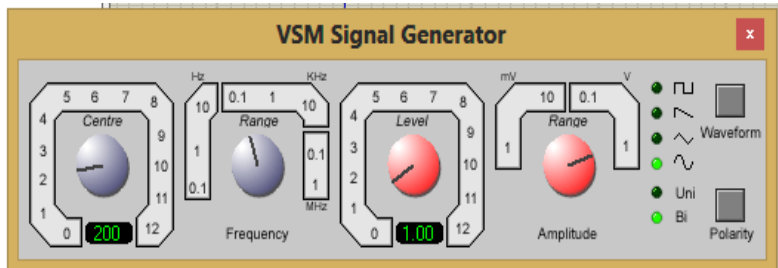 VSM Signal Generator
x
Hz KHz mV V
5 6 7 8 10 0.1 1 10 5 6 7 8 10 0.1
Centre Range Level Range
4 9 4 9 Waveform
3 10 1 0.1 3 10 1 1
2 11 0.1 1 2 11 Uni
1 MHz 1
0 200 12 Frequency 0 1.00 12 Amplitude Bi Polarity